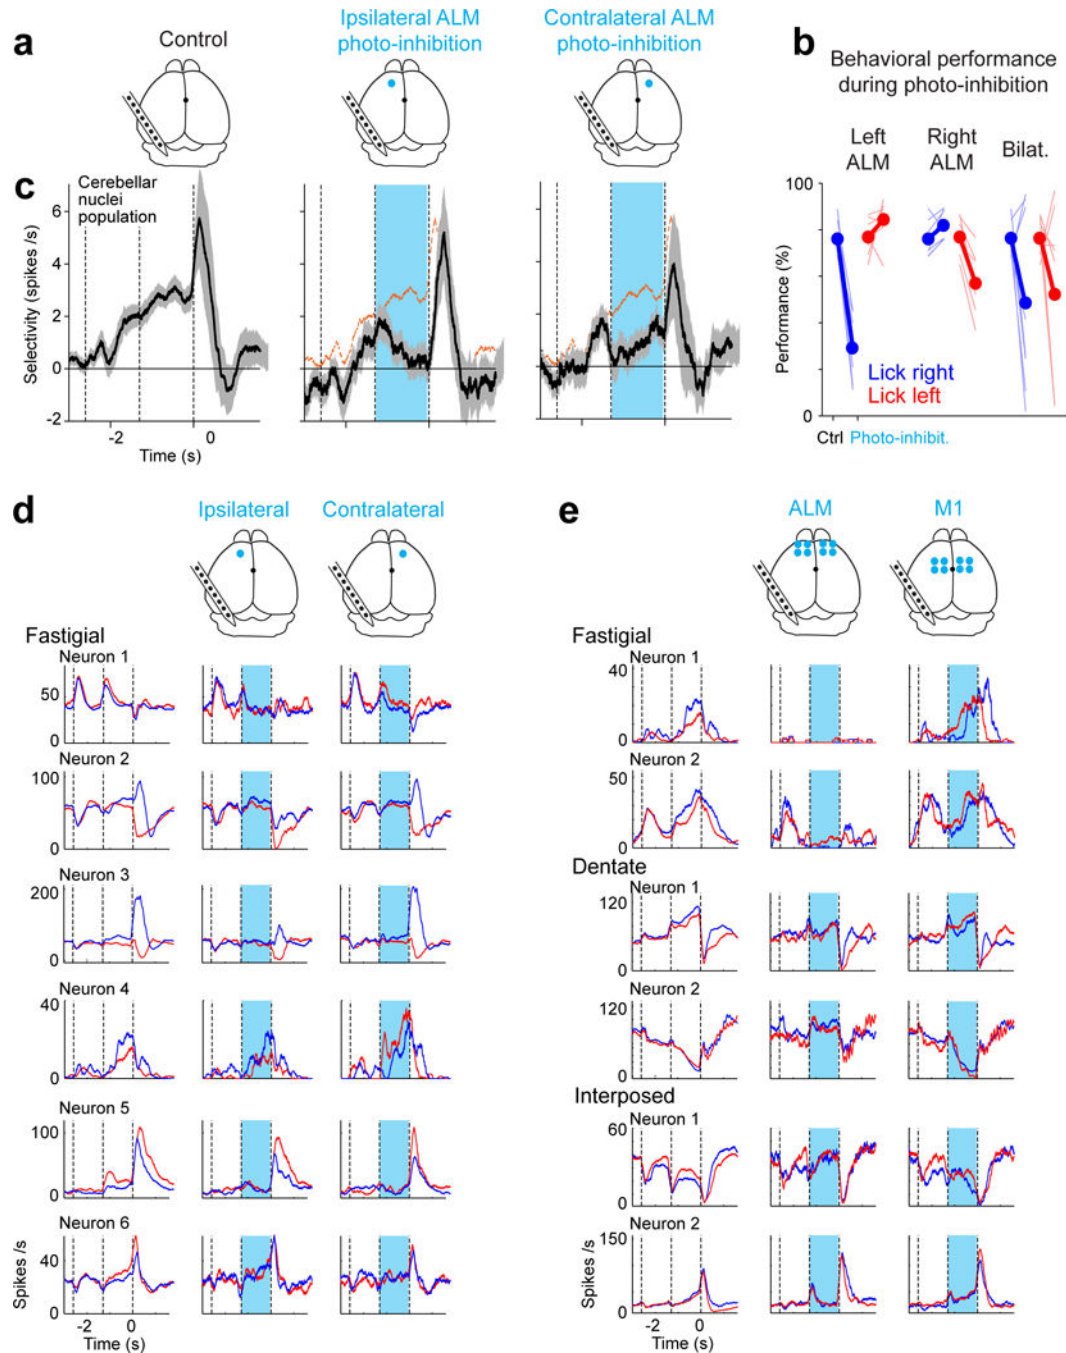 a
Control
Ipsilateral ALM
photo-inhibition
Contralateral ALM
photo-inhibition
b
Behavioral performance
during photo-inhibition
Left
ALM
Right
ALM
Bilat.
100
Performance (%)
0
Lick right
Lick left
Ctrl
Photo-inhibit.
c
Cerebellar
nuclei
population
Selectivity (spikes /s)
6
4
2
0
-2
-2
0
Time (s)
d
Ipsilateral
Contralateral
Fastigial
Neuron 1
50
0
Neuron 2
100
0
Neuron 3
200
0
Neuron 4
40
0
Neuron 5
100
0
Neuron 6
40
0
Spikes /s
-2
0
Time (s)
e
ALM
M1
Fastigial
Neuron 1
40
0
Neuron 2
50
0
Dentate
Neuron 1
120
0
Neuron 2
120
0
Interposed
Neuron 1
60
0
Neuron 2
150
0
Spikes /s
-2
0
Time (s)